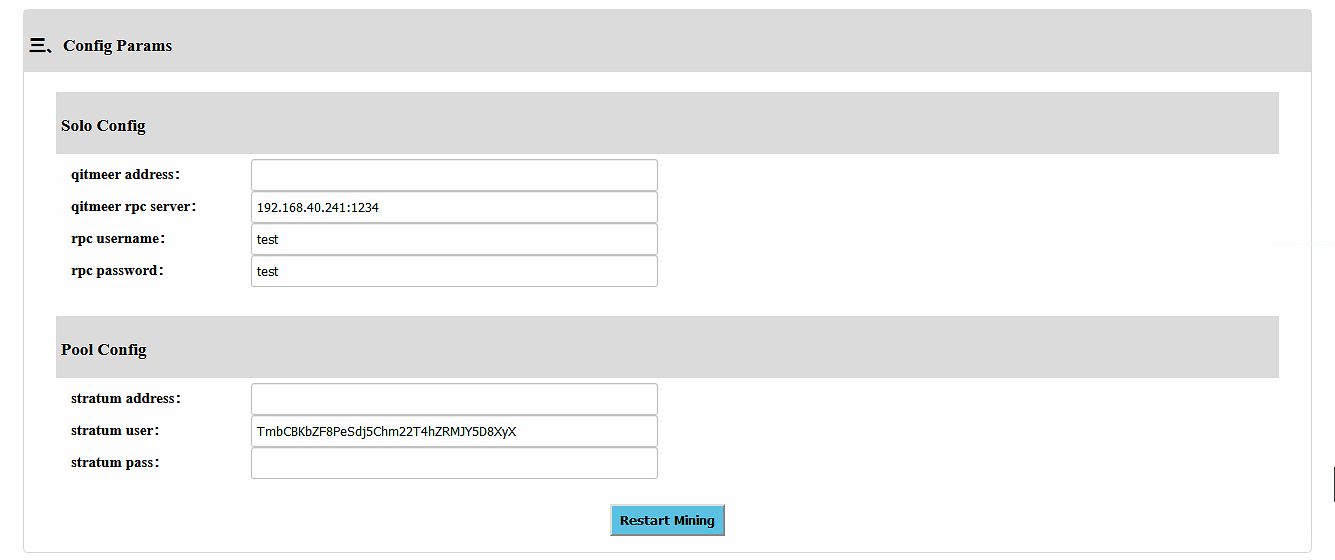 三、Config Params
Solo Config
qitmeer address：
qitmeer rpc server： 192.168.40.241:1234
rpc username： test
rpc password： test
Pool Config
stratum address：
stratum user： TmbCBKbZF8PeSdj5Chm22T4hZRMJY5D8XyX
stratum pass：
Restart Mining